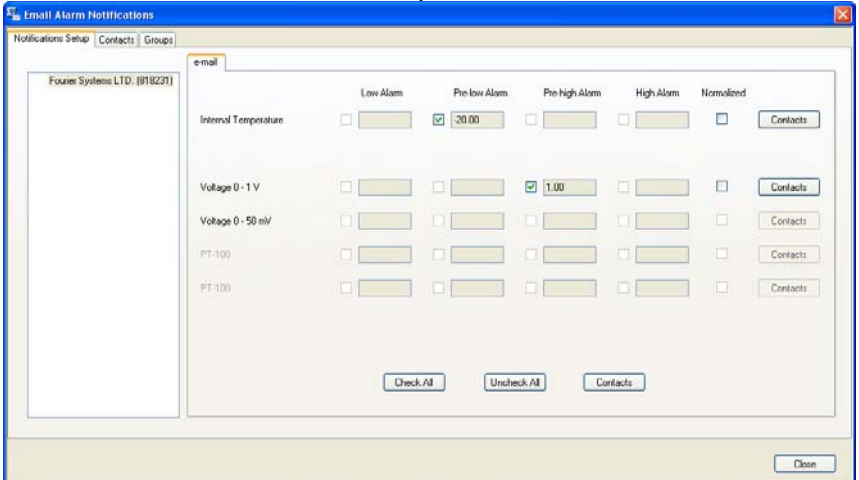 Email Alarm Notifications
Notifications Setup Contacts Groups
e-mail
Fourier Systems LTD. (818231)
Low Alarm Pre-low Alarm Pre-high Alarm High Alarm Normalized
Internal Temperature -20.00 Contacts
Voltage 0 - 1 V 1.00 Contacts
Voltage 0 - 50 mV Contacts
PT-100 Contacts
PT-100 Contacts
Check All Uncheck All Contacts
Close